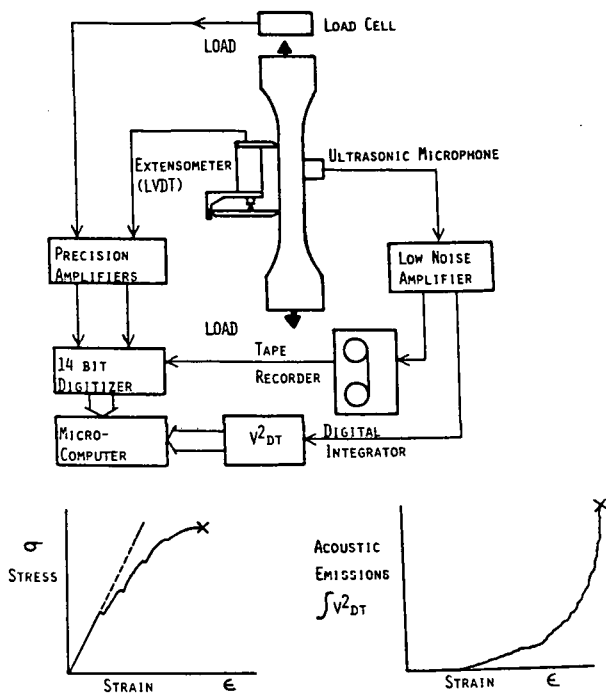 LOAD CELL
LOAD
EXTENSOMETER
(LVDT)
ULTRASONIC MICROPHONE
PRECISION
AMPLIFIERS
LOW NOISE
AMPLIFIER
LOAD
TAPE
RECORDER
14 BIT
DIGITIZER
MICRO-
COMPUTER
V²DT
DIGITAL
INTEGRATOR
σ
STRESS
STRAIN ϵ
ACOUSTIC
EMISSIONS
∫V²DT
STRAIN ϵ